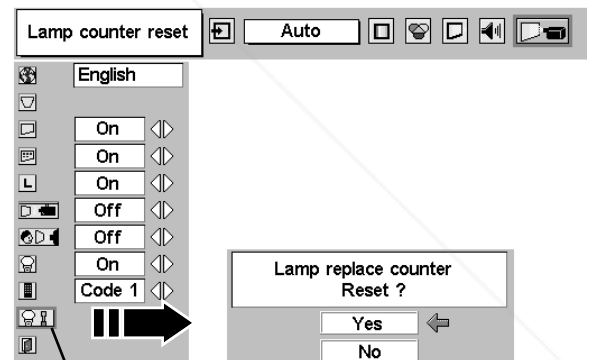 Lamp counter reset
Auto
English
On
On
L
On
Off
Off
On
Code 1
Lamp replace counter
Reset ?
Yes
No